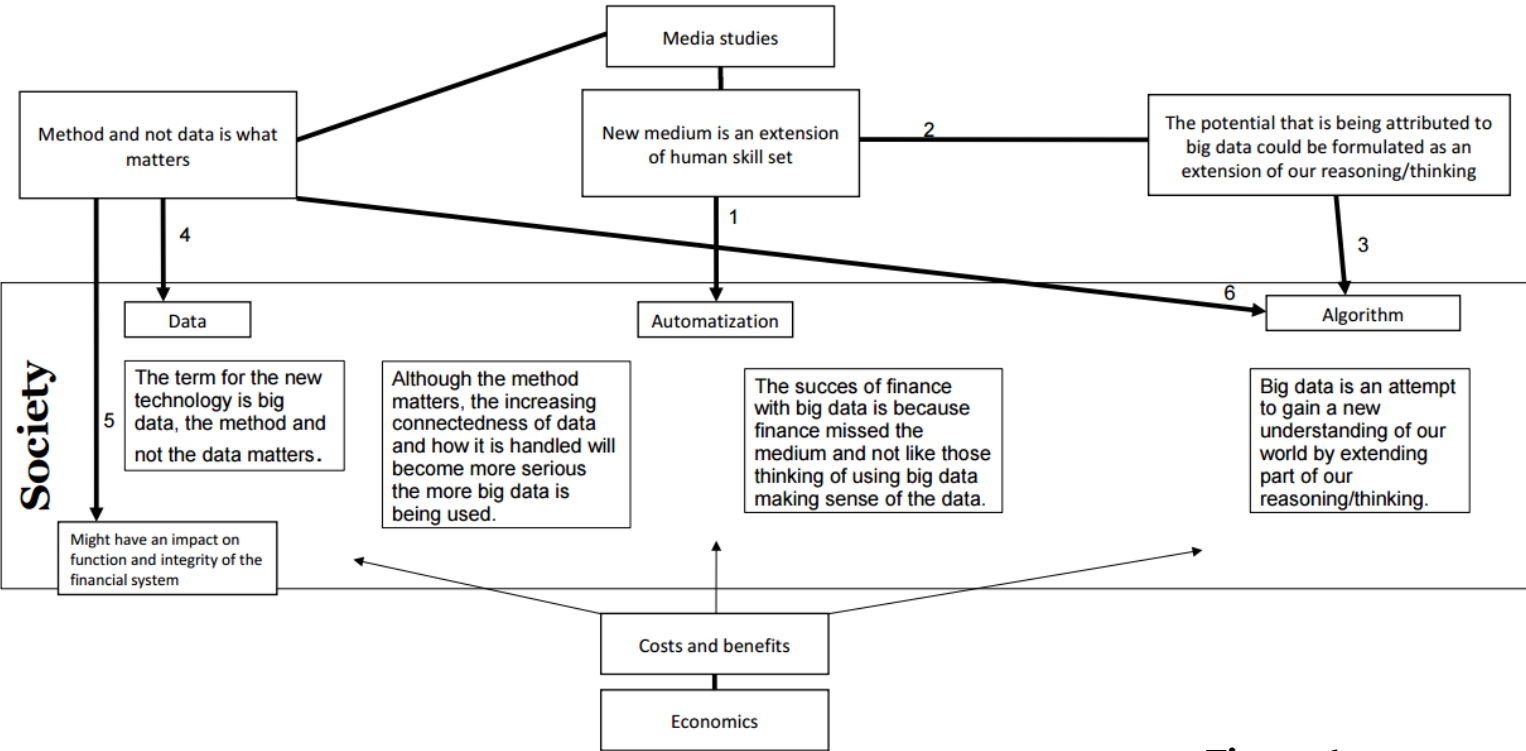 Media studies
Method and not data is what
matters
New medium is an extension
of human skill set
2
The potential that is being attributed to
big data could be formulated as an
extension of our reasoning/thinking
4
1
3
6
Society
Data
Automatization
Algorithm
5
The term for the new
technology is big
data, the method and
not the data matters.
Although the method
matters, the increasing
connectedness of data
and how it is handled will
become more serious
the more big data is
being used.
The succes of finance
with big data is because
finance missed the
medium and not like those
thinking of using big data
making sense of the data.
Big data is an attempt
to gain a new
understanding of our
world by extending
part of our
reasoning/thinking.
Might have an impact on
function and integrity of the
financial system
Costs and benefits
Economics